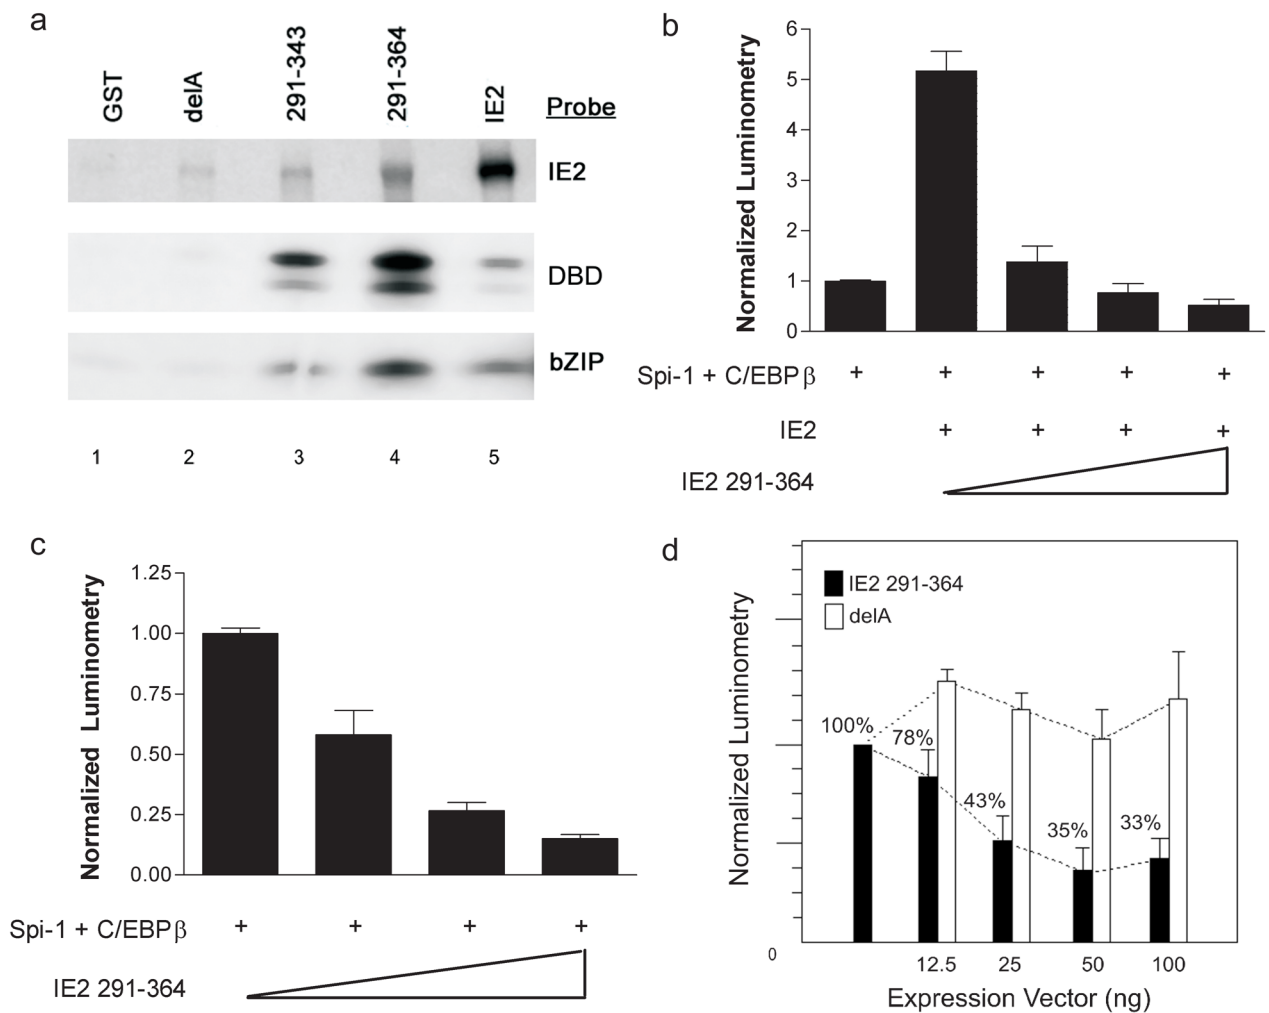 a
GST
delA
291-343
291-364
IE2
Probe
IE2
DBD
bZIP
1 2 3 4 5
b
Normalized Luminometry
6
5
4
3
2
1
0
Spi-1 + C/EBPβ + + + + +
IE2 + + + +
IE2 291-364
c
Normalized Luminometry
1.25
1.00
0.75
0.50
0.25
0.00
Spi-1 + C/EBPβ + + + +
IE2 291-364
d
Normalized Luminometry
IE2 291-364
delA
100%
78%
43%
35%
33%
0
12.5 25 50 100
Expression Vector (ng)